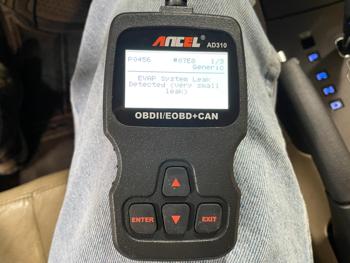 ANCEL
AD310
P0456 #07E8 1/3
Generic
EVAP System Leak
Detected (very small
leak)
OBDII/EOBD+CAN
ENTER
EXIT